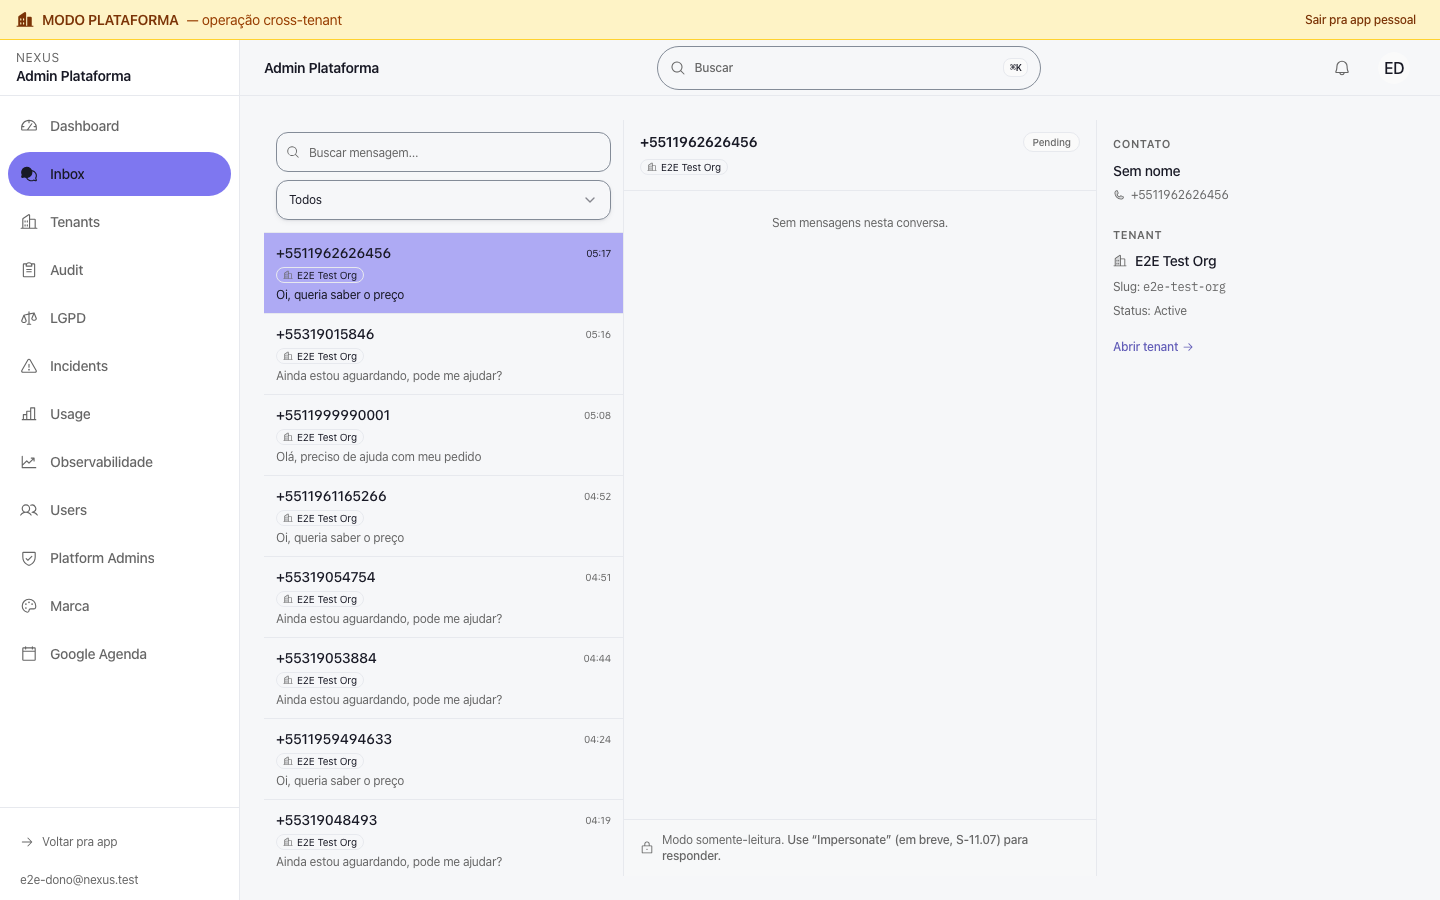 MODO PLATAFORMA — operação cross-tenant
Sair pra app pessoal
NEXUS
Admin Plataforma
Dashboard
Inbox
Tenants
Audit
LGPD
Incidents
Usage
Observabilidade
Users
Platform Admins
Marca
Google Agenda
Voltar pra app
e2e-dono@nexus.test
Admin Plataforma
Buscar
⌘K
ED
Buscar mensagem...
Todos
+5511962626456 05:17
E2E Test Org
Oi, queria saber o preço
+55319015846 05:16
E2E Test Org
Ainda estou aguardando, pode me ajudar?
+5511999990001 05:08
E2E Test Org
Olá, preciso de ajuda com meu pedido
+5511961165266 04:52
E2E Test Org
Oi, queria saber o preço
+55319054754 04:51
E2E Test Org
Ainda estou aguardando, pode me ajudar?
+55319053884 04:44
E2E Test Org
Ainda estou aguardando, pode me ajudar?
+5511959494633 04:24
E2E Test Org
Oi, queria saber o preço
+55319048493 04:19
E2E Test Org
Ainda estou aguardando, pode me ajudar?
+5511962626456
Pending
E2E Test Org
Sem mensagens nesta conversa.
Modo somente-leitura. Use “Impersonate” (em breve, S-11.07) para
responder.
CONTATO
Sem nome
+5511962626456
TENANT
E2E Test Org
Slug: e2e-test-org
Status: Active
Abrir tenant →